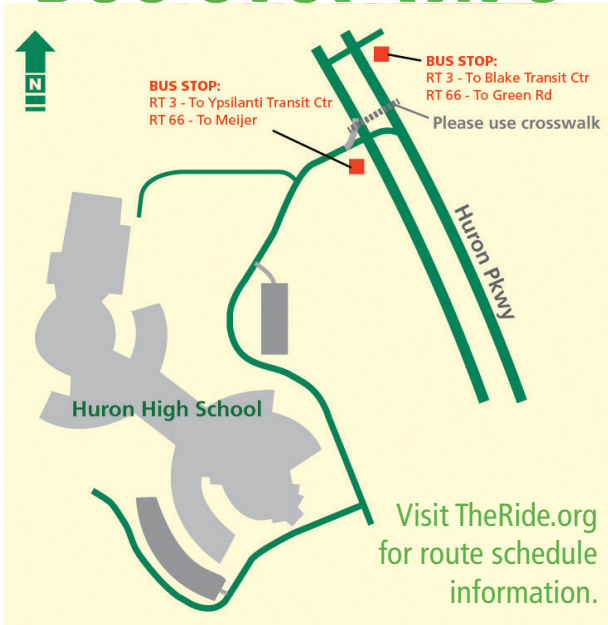 N
BUS STOP:
RT 3 - To Ypsilanti Transit Ctr
RT 66 - To Meijer
BUS STOP:
RT 3 - To Blake Transit Ctr
RT 66 - To Green Rd
Please use crosswalk
Huron Pkwy
Huron High School
Visit TheRide.org
for route schedule
information.